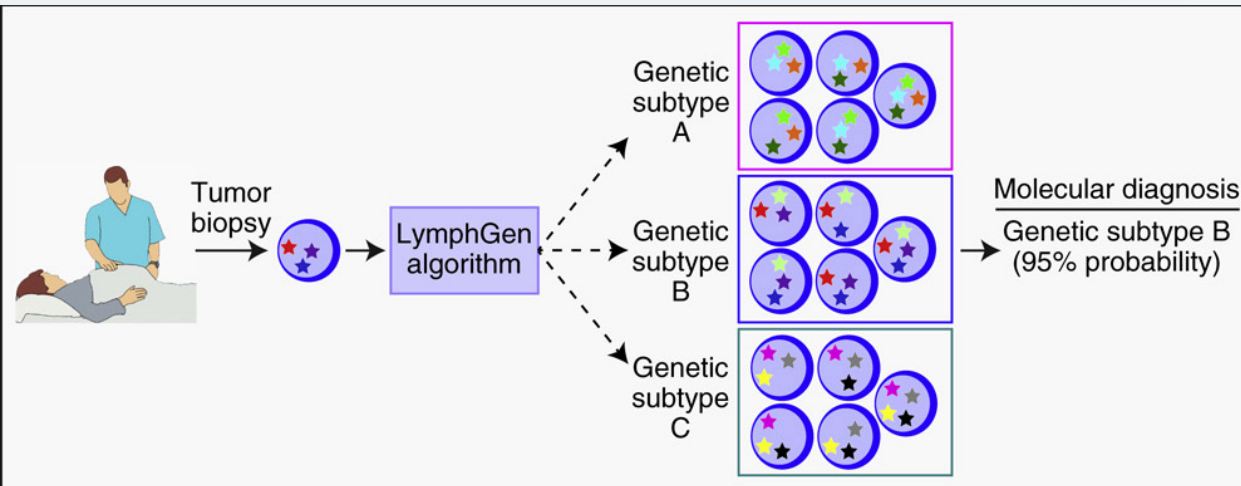 Tumor
biopsy
LymphGen
algorithm
Genetic
subtype
A
Genetic
subtype
B
Genetic
subtype
C
Molecular diagnosis
Genetic subtype B
(95% probability)